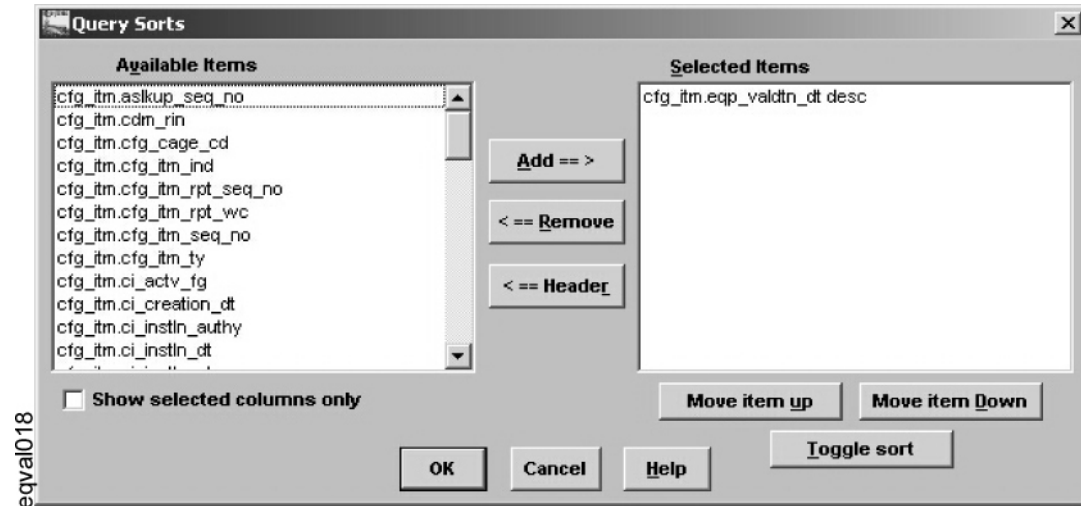 Query Sorts
Available Items
cfg_itm.aslkup_seq_no
cfg_itm.cdm_rin
cfg_itm.cfg_cage_cd
cfg_itm.cfg_itm_ind
cfg_itm.cfg_itm_rpt_seq_no
cfg_itm.cfg_itm_rpt_wc
cfg_itm.cfg_itm_seq_no
cfg_itm.cfg_itm_ty
cfg_itm.ci_actv_fg
cfg_itm.ci_creation_dt
cfg_itm.ci_instln_authy
cfg_itm.ci_instln_dt
Show selected columns only
Add == >
< == Remove
< == Header
Selected Items
cfg_itm.eqp_valdtn_dt desc
Move item up
Move item Down
Toggle sort
OK
Cancel
Help
eqval018